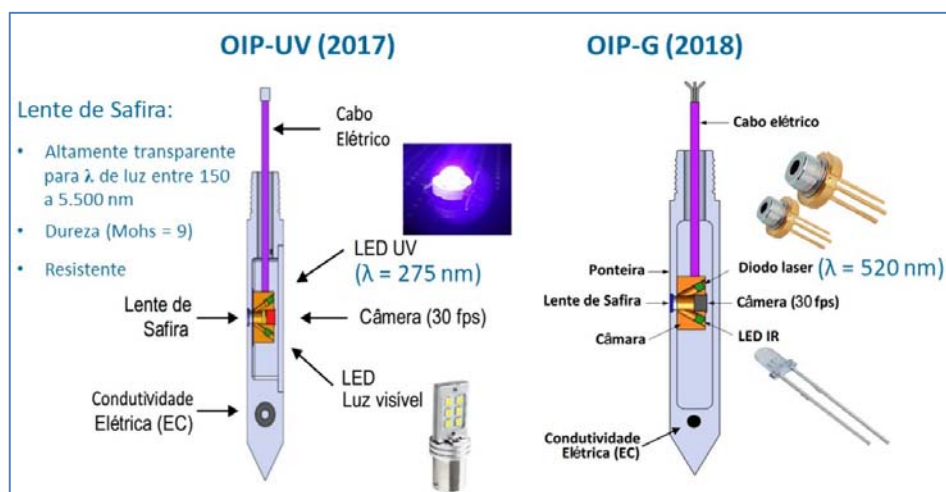 OIP-UV (2017)
Lente de Safira:
• Altamente transparente
para λ de luz entre 150
a 5.500 nm
• Dureza (Mohs = 9)
• Resistente
Cabo
Elétrico
LED UV
(λ = 275 nm)
Lente de
Safira
Câmera (30 fps)
LED
Luz visível
Condutividade
Elétrica (EC)
OIP-G (2018)
Cabo elétrico
Ponteira
Diodo laser (λ = 520 nm)
Lente de Safira
Câmera (30 fps)
Câmara
LED IR
Condutividade
Elétrica (EC)